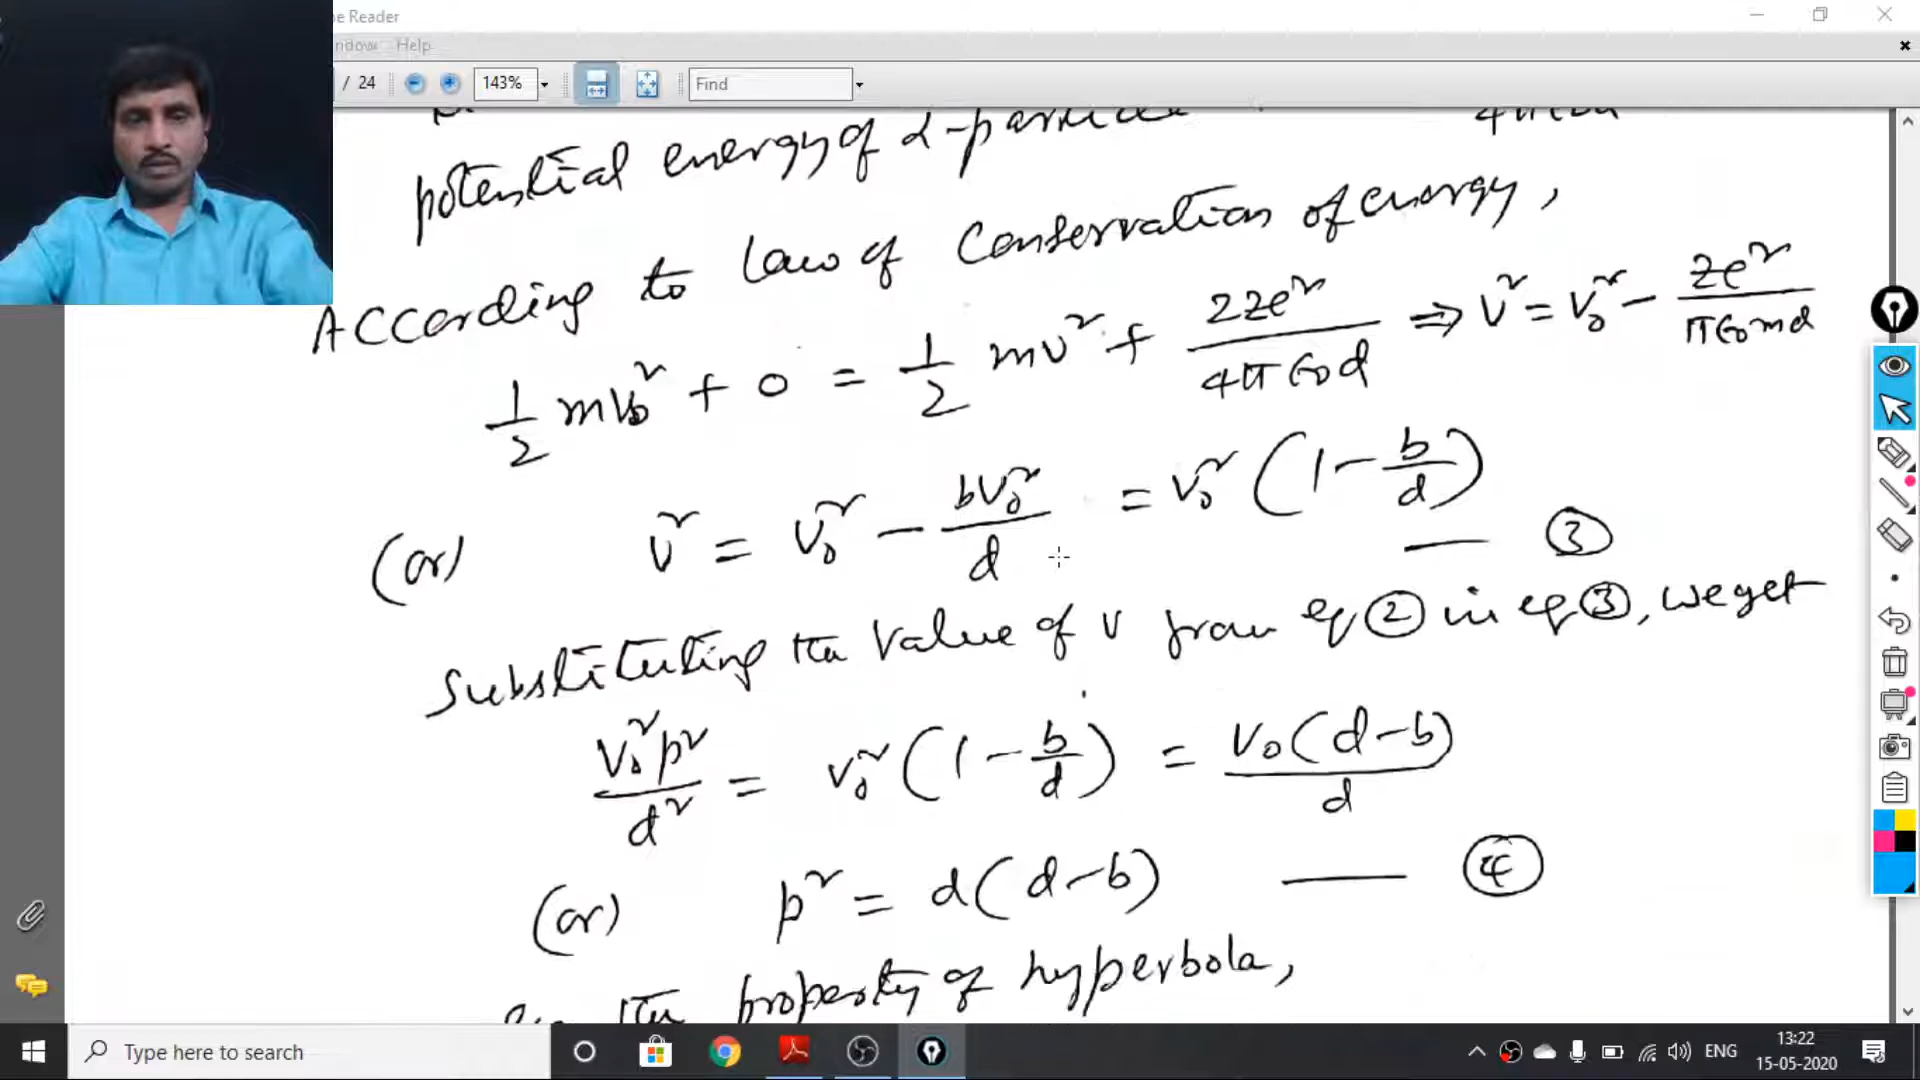 e Reader
ndow Help
/ 24 143% Find
potential energy of α-particle
4πε₀d
According to law of Conservation of energy,
½ mv₀² + 0 = ½ mv² + 2Ze²/4πε₀d ⇒ v² = v₀² − Ze²/πε₀md
(or) v² = v₀² − bv₀²/d = v₀² (1 − b/d) — ③
Substituting the value of v from eq ② in eq ③, we get
v₀²p²/d² = v₀² (1 − b/d) = v₀(d−b)/d
(or) p² = d(d−b) — ④
the property of hyperbola,
Type here to search
ENG
13:22
15-05-2020